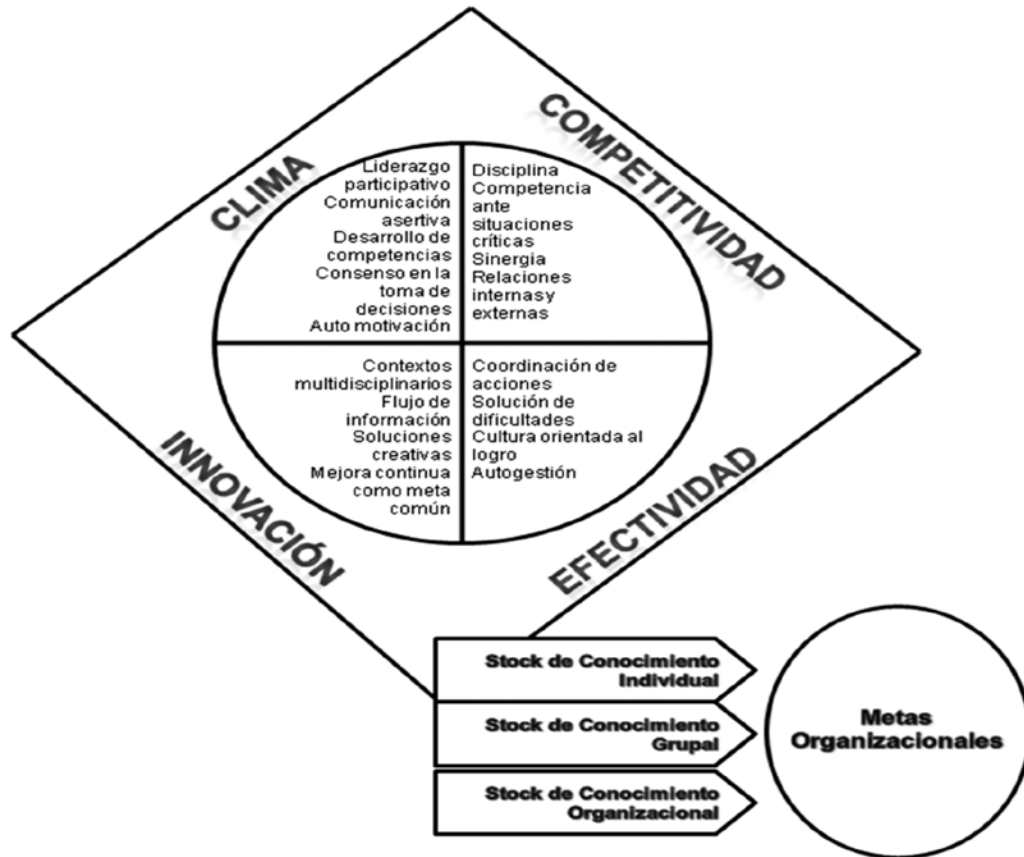 CLIMA
COMPETITIVIDAD
Liderazgo
participativo
Comunicación
asertiva
Desarrollo de
competencias
Consenso en la
toma de
decisiones
Auto motivación
Disciplina
Competencia
ante
situaciones
críticas
Sinergia
Relaciones
internas y
externas
Contextos
multidisciplinarios
Flujo de
información
Soluciones
creativas
Mejora continua
como meta
común
Coordinación de
acciones
Solución de
dificultades
Cultura orientada al
logro
Autogestión
INNOVACIÓN
EFECTIVIDAD
Stock de Conocimiento
Individual
Stock de Conocimiento
Grupal
Stock de Conocimiento
Organizacional
Metas
Organizacionales